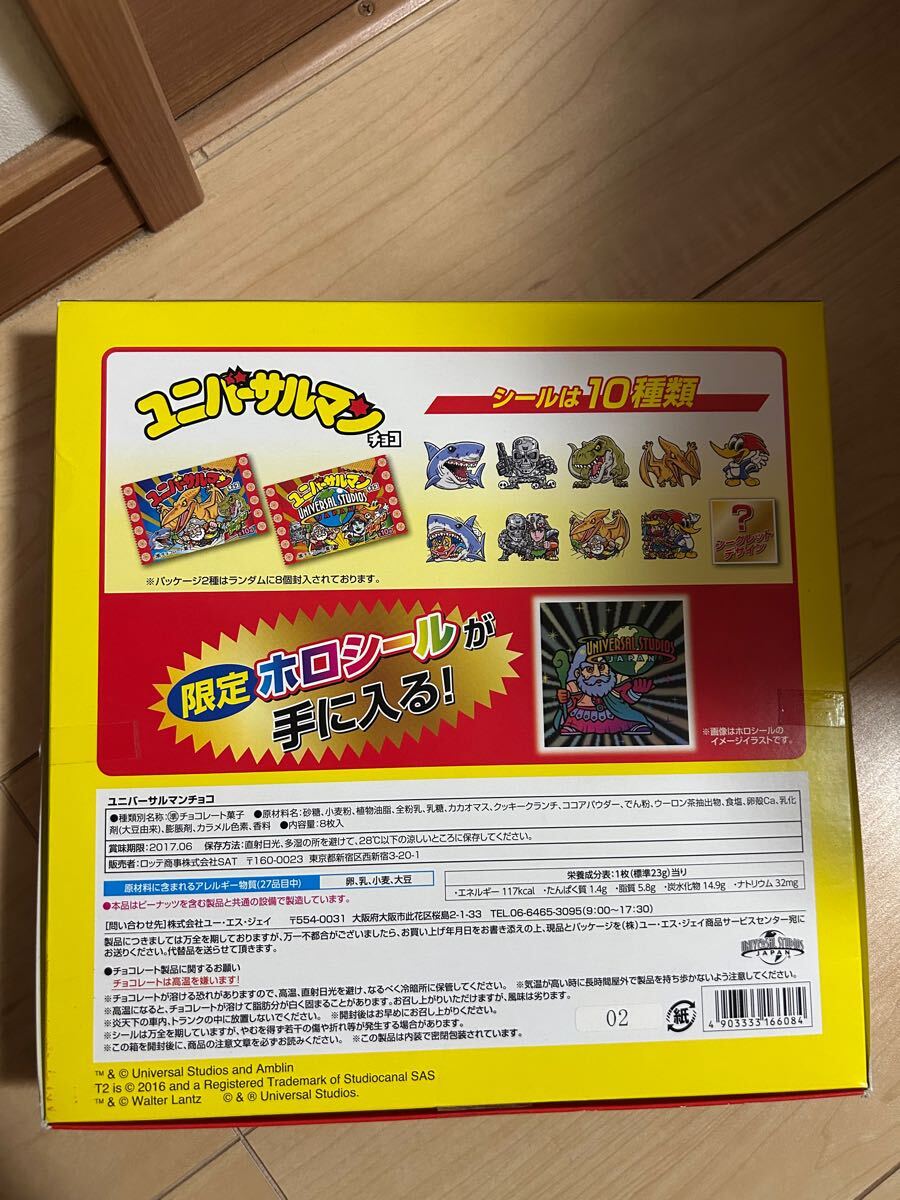 ユニバーサルマン
チョコ
シールは10種類
ユニバーサルマン
ユニバーサルマン
UNIVERSAL STUDIOS
?
シークレット
デザイン
※パッケージ2種はランダムに8個封入されております。
限定ホロシールが
手に入る!
UNIVERSAL STUDIOS
JAPAN
※画像はホロシールの
イメージイラストです。
ユニバーサルマンチョコ
●種類別名称:準チョコレート菓子 ●原材料名:砂糖、小麦粉、植物油脂、全粉乳、乳糖、カカオマス、クッキークランチ、ココアパウダー、でん粉、ウーロン茶抽出物、食塩、卵殻Ca、乳化
剤(大豆由来)、膨脹剤、カラメル色素、香料 ●内容量:8枚入
賞味期限:2017.06 保存方法:直射日光、多湿の所を避けて、28℃以下の涼しいところに保存してください。
販売者:ロッテ商事株式会社SAT 〒160-0023 東京都新宿区西新宿3-20-1
原材料に含まれるアレルギー物質(27品目中) 卵、乳、小麦、大豆
栄養成分表:1枚(標準23g)当り
・エネルギー 117kcal ・たんぱく質 1.4g ・脂質 5.8g ・炭水化物 14.9g ・ナトリウム 32mg
●本品はピーナッツを含む製品と共通の設備で製造しています。
[問い合わせ先]株式会社ユー・エス・ジェイ 〒554-0031 大阪府大阪市此花区桜島2-1-33 TEL.06-6465-3095(9:00〜17:30)
製品につきましては万全を期しておりますが、万一不都合がございましたら、お買い上げ年月日をお書き添えの上、現品とパッケージを(株)ユー・エス・ジェイ商品サービスセンター宛に
お送りください。代替品を送らせて頂きます。
UNIVERSAL STUDIOS
JAPAN
●チョコレート製品に関するお願い
チョコレートは高温を嫌います!
※チョコレートが溶ける恐れがありますので、高温、直射日光を避け、なるべく冷暗所に保管してください。 ※気温が高い時に長時間屋外で製品を持ち歩かないよう注意してください。
※高温になると、チョコレートが溶けて脂肪分が白く固まることがあります。お召し上がりいただけますが、風味は劣ります。
※炎天下の車内、トランクの中に放置しないでください。 ※開封後はお早めにお召し上がりください。
※シールは万全を期していますが、やむを得ず若干の傷や折れ等が発生する場合があります。
※この箱を開封後に、商品の注意文章を必ずお読みください。 ※この製品は内装で密閉包装されています。
02
紙
4 903333 166084
™ & © Universal Studios and Amblin
T2 is © 2016 and a Registered Trademark of Studiocanal SAS
™ & © Walter Lantz © & ® Universal Studios.